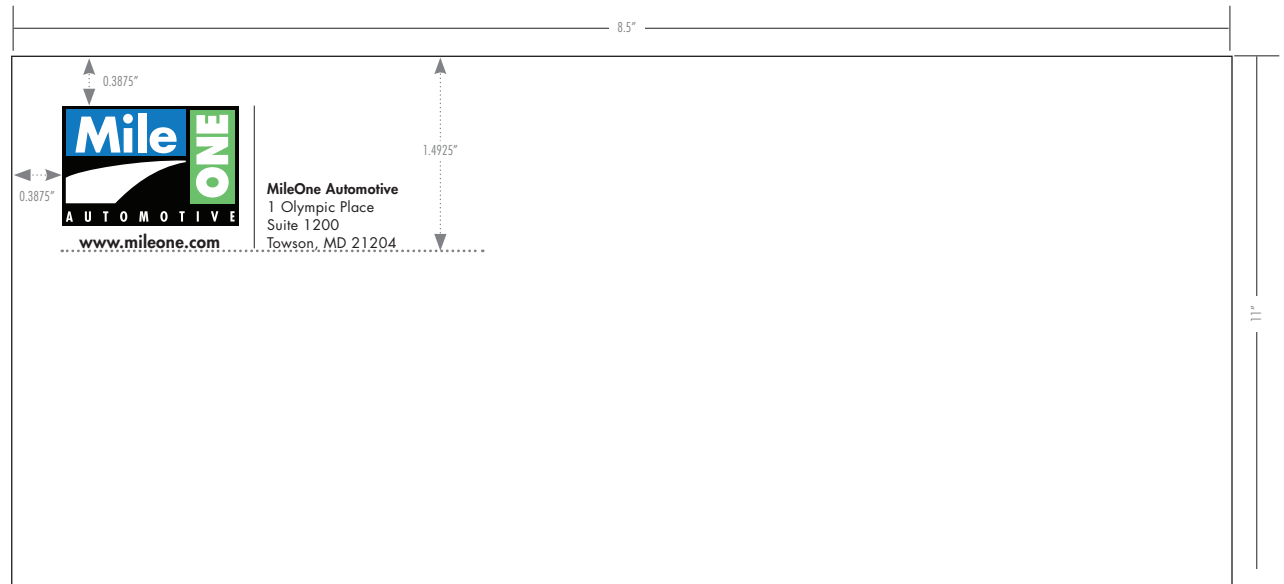 8.5"
0.3875"
1.4925"
0.3875"
11"
Mile
ONE
AUTOMOTIVE
www.mileone.com
MileOne Automotive
1 Olympic Place
Suite 1200
Towson, MD 21204